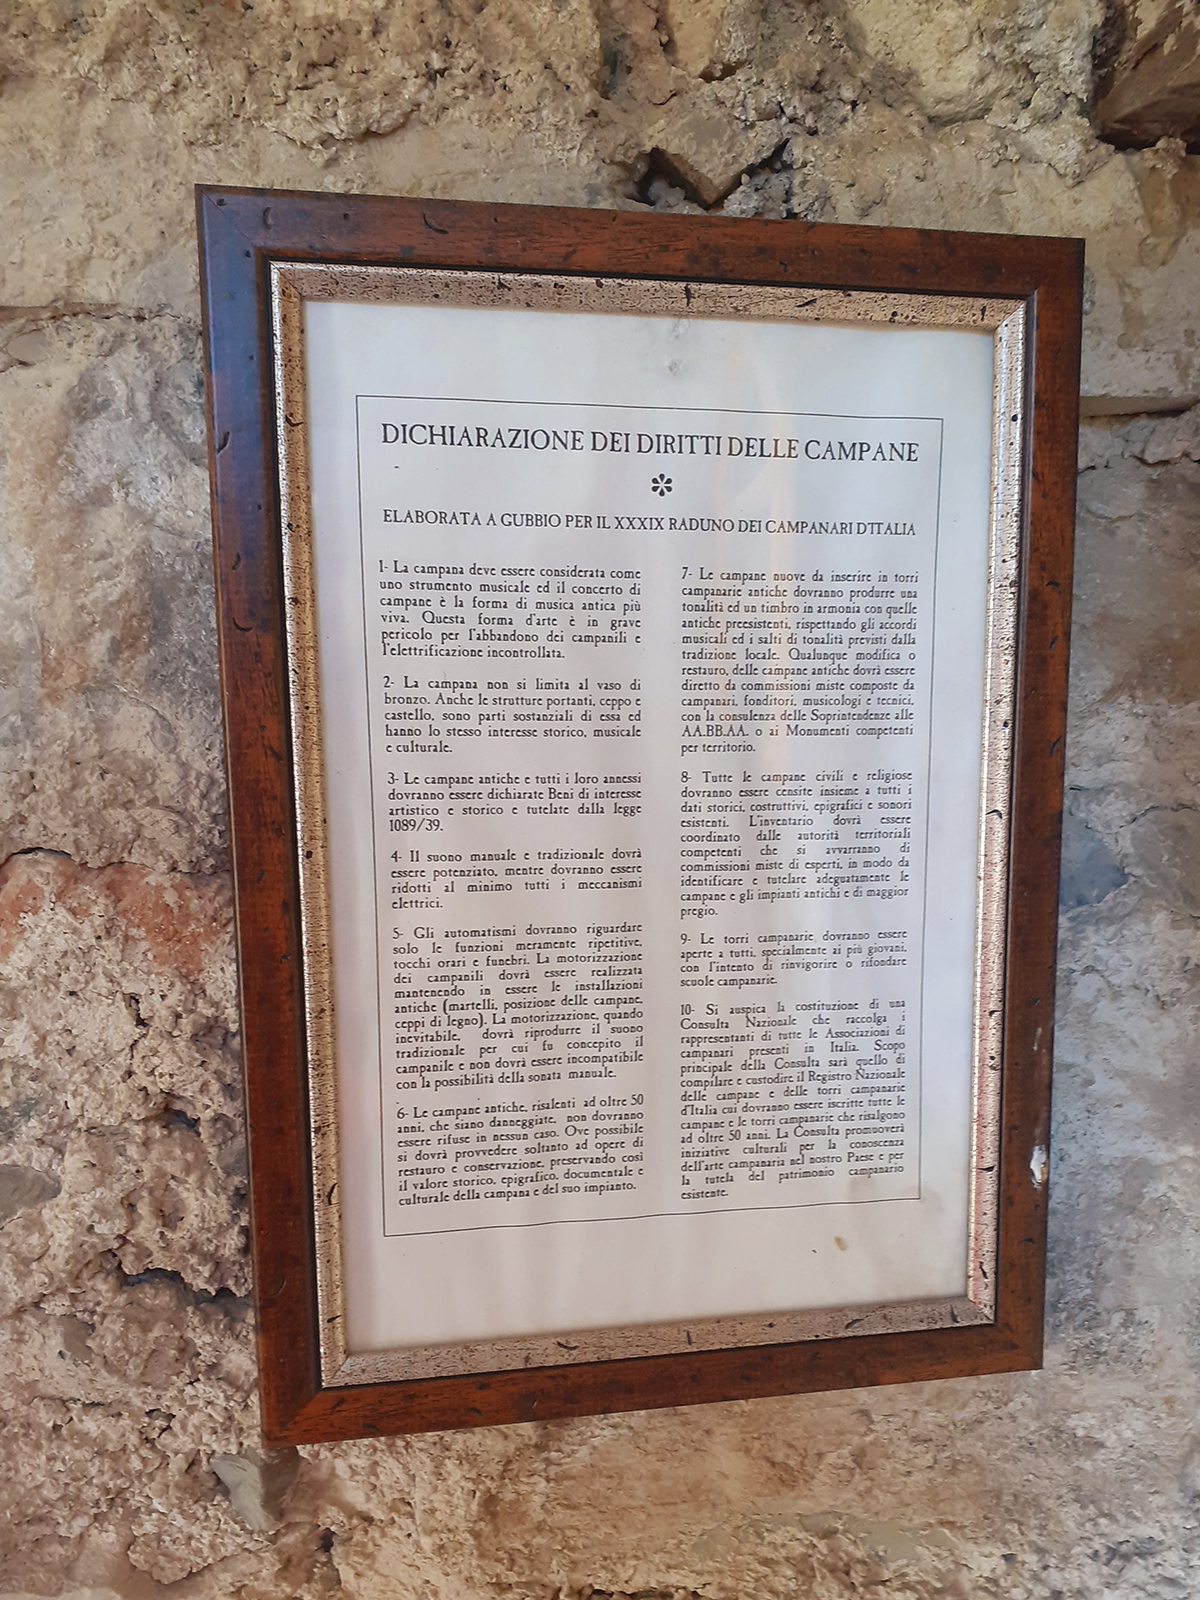 DICHIARAZIONE DEI DIRITTI DELLE CAMPANE
ELABORATA A GUBBIO PER IL XXXIX RADUNO DEI CAMPANARI D'ITALIA
1- La campana deve essere considerata come
uno strumento musicale ed il concerto di
campane è la forma di musica antica più
viva. Questa forma d'arte è in grave
pericolo per l'abbandono dei campanili e
l'elettrificazione incontrollata.
2- La campana non si limita al vaso di
bronzo. Anche le strutture portanti, ceppo e
castello, sono parti sostanziali di essa ed
hanno lo stesso interesse storico, musicale
e culturale.
3- Le campane antiche e tutti i loro annessi
dovranno essere dichiarate Beni di interesse
artistico e storico e tutelate dalla legge
1089/39.
4- Il suono manuale e tradizionale dovrà
essere potenziato, mentre dovranno essere
ridotti al minimo tutti i meccanismi
elettrici.
5- Gli automatismi dovranno riguardare
solo le funzioni meramente ripetitive,
tocchi orari e funebri. La motorizzazione
dei campanili dovrà essere realizzata
mantenendo in essere le installazioni
antiche (martelli, posizione delle campane,
ceppi di legno). La motorizzazione, quando
inevitabile, dovrà riprodurre il suono
tradizionale per cui fu concepito il
campanile e non dovrà essere incompatibile
con la possibilità della sonata manuale.
6- Le campane antiche, risalenti ad oltre 50
anni, che siano danneggiate, non dovranno
essere rifuse in nessun caso. Ove possibile
si dovrà provvedere soltanto ad opere di
restauro e conservazione, preservando così
il valore storico, epigrafico, documentale e
culturale della campana e del suo impianto.
7- Le campane nuove da inserire in torri
campanarie antiche dovranno produrre una
tonalità ed un timbro in armonia con quelle
antiche preesistenti, rispettando gli accordi
musicali ed i salti di tonalità previsti dalla
tradizione locale. Qualunque modifica o
restauro, delle campane antiche dovrà essere
diretto da commissioni miste composte da
campanari, fonditori, musicologi e tecnici,
con la consulenza delle Soprintendenze alle
AA.BB.AA. o ai Monumenti competenti
per territorio.
8- Tutte le campane civili e religiose
dovranno essere censite insieme a tutti i
dati storici, costruttivi, epigrafici e sonori
esistenti. L'inventario dovrà essere
coordinato dalle autorità territoriali
competenti che si avvarranno di
commissioni miste di esperti, in modo da
identificare e tutelare adeguatamente le
campane e gli impianti antichi e di maggior
pregio.
9- Le torri campanarie, dovranno essere
aperte a tutti, specialmente ai più giovani,
con l'intento di rinvigorire o rifondare
scuole campanarie.
10- Si auspica la costituzione di una
Consulta Nazionale che raccolga i
rappresentanti di tutte le Associazioni di
campanari presenti in Italia. Scopo
principale della Consulta sarà quello di
compilare e custodire il Registro Nazionale
delle campane e delle torri campanarie
d'Italia cui dovranno essere iscritte tutte le
campane e le torri campanarie che risalgono
ad oltre 50 anni. La Consulta promuoverà
iniziative culturali per la conoscenza
dell'arte campanaria nel nostro Paese e per
la tutela del patrimonio campanario
esistente.